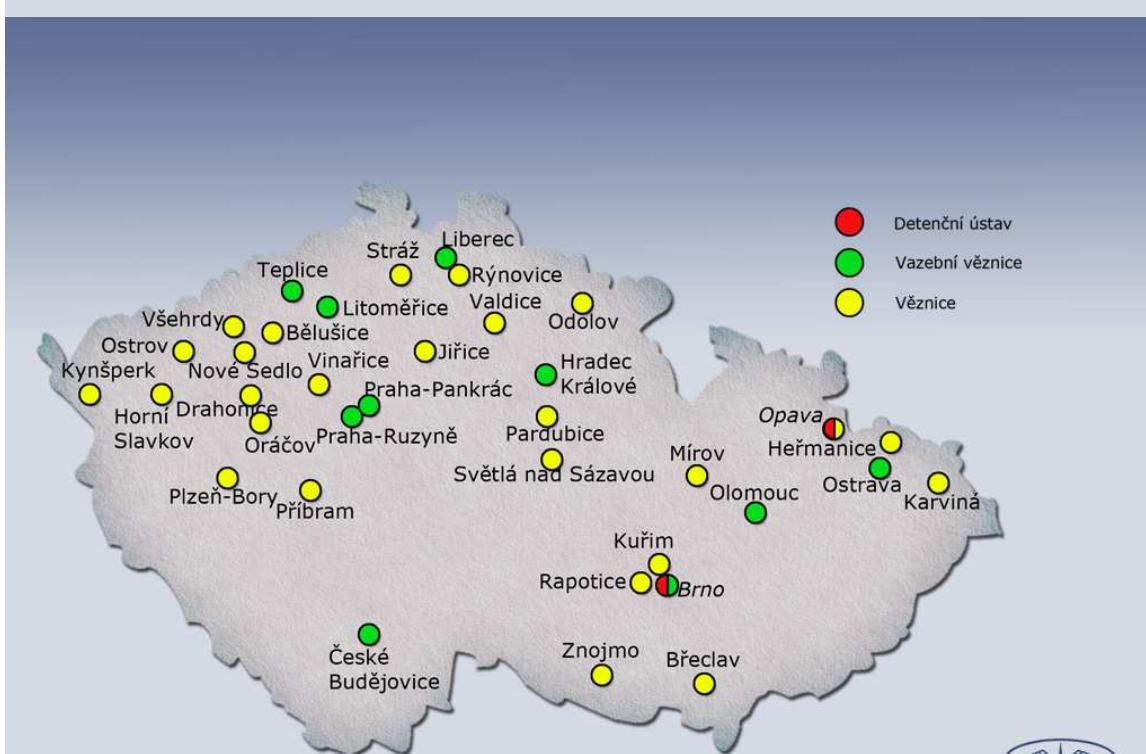 Liberec
Stráž
Detenční ústav
Teplice
Rýnovice
Vazební věznice
Valdice
Litoměřice
Odolov
Věznice
Všehrdy
Bělušice
Ostrov
Vinařice
Jiřice
Kynšperk
Nové Sedlo
Hradec
Králové
Praha-Pankrác
Horní
Slavkov
Drahonice
Opava
Oráčov
Praha-Ruzyně
Pardubice
Heřmanice
Mírov
Světlá nad Sázavou
Ostrava
Plzeň-Bory
Olomouc
Karviná
Příbram
Kuřim
Rapotice
Brno
Znojmo
Břeclav
České
Budějovice